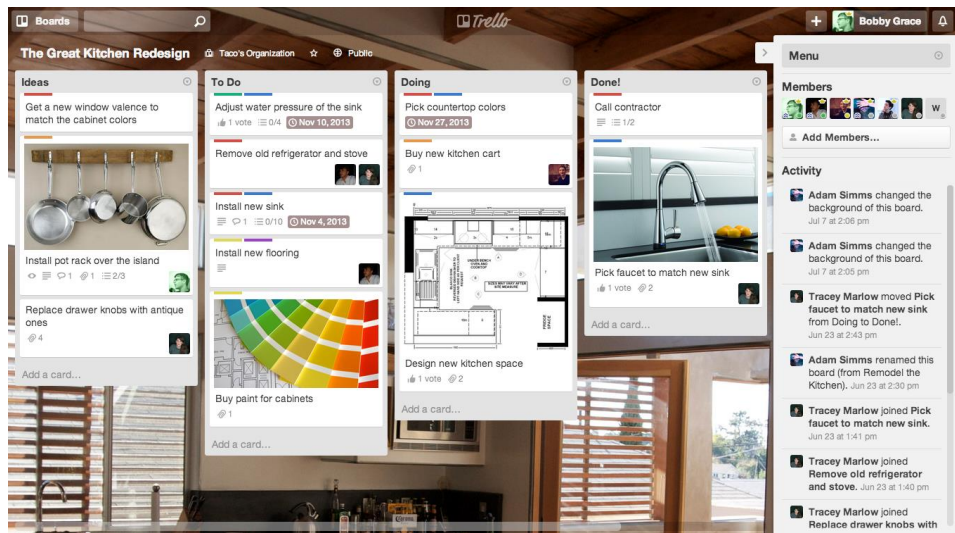 Boards
Trello
Bobby Grace
The Great Kitchen Redesign
Taco's Organization
Public
Ideas
Get a new window valence to
match the cabinet colors
Install pot rack over the island
1
1
2/3
Replace drawer knobs with antique
ones
4
Add a card...
To Do
Adjust water pressure of the sink
1 vote
0/4
Nov 10, 2013
Remove old refrigerator and stove
Install new sink
1
0/10
Nov 4, 2013
Install new flooring
Buy paint for cabinets
1
Add a card...
Doing
Pick countertop colors
Nov 27, 2013
Buy new kitchen cart
1
FRIDGE
SPACE
Design new kitchen space
1 vote
2
Add a card...
Done!
Call contractor
1/2
Pick faucet to match new sink
1 vote
2
Add a card...
Menu
Members
W
Add Members...
Activity
Adam Simms changed the
background of this board.
Jul 7 at 2:06 pm
Adam Simms changed the
background of this board.
Jul 7 at 2:05 pm
Tracey Marlow moved Pick
faucet to match new sink
from Doing to Done!.
Jun 23 at 2:43 pm
Adam Simms renamed this
board (from Remodel the
Kitchen). Jun 23 at 2:30 pm
Tracey Marlow joined Pick
faucet to match new sink.
Jun 23 at 1:41 pm
Tracey Marlow joined
Remove old refrigerator
and stove. Jun 23 at 1:40 pm
Tracey Marlow joined
Replace drawer knobs with